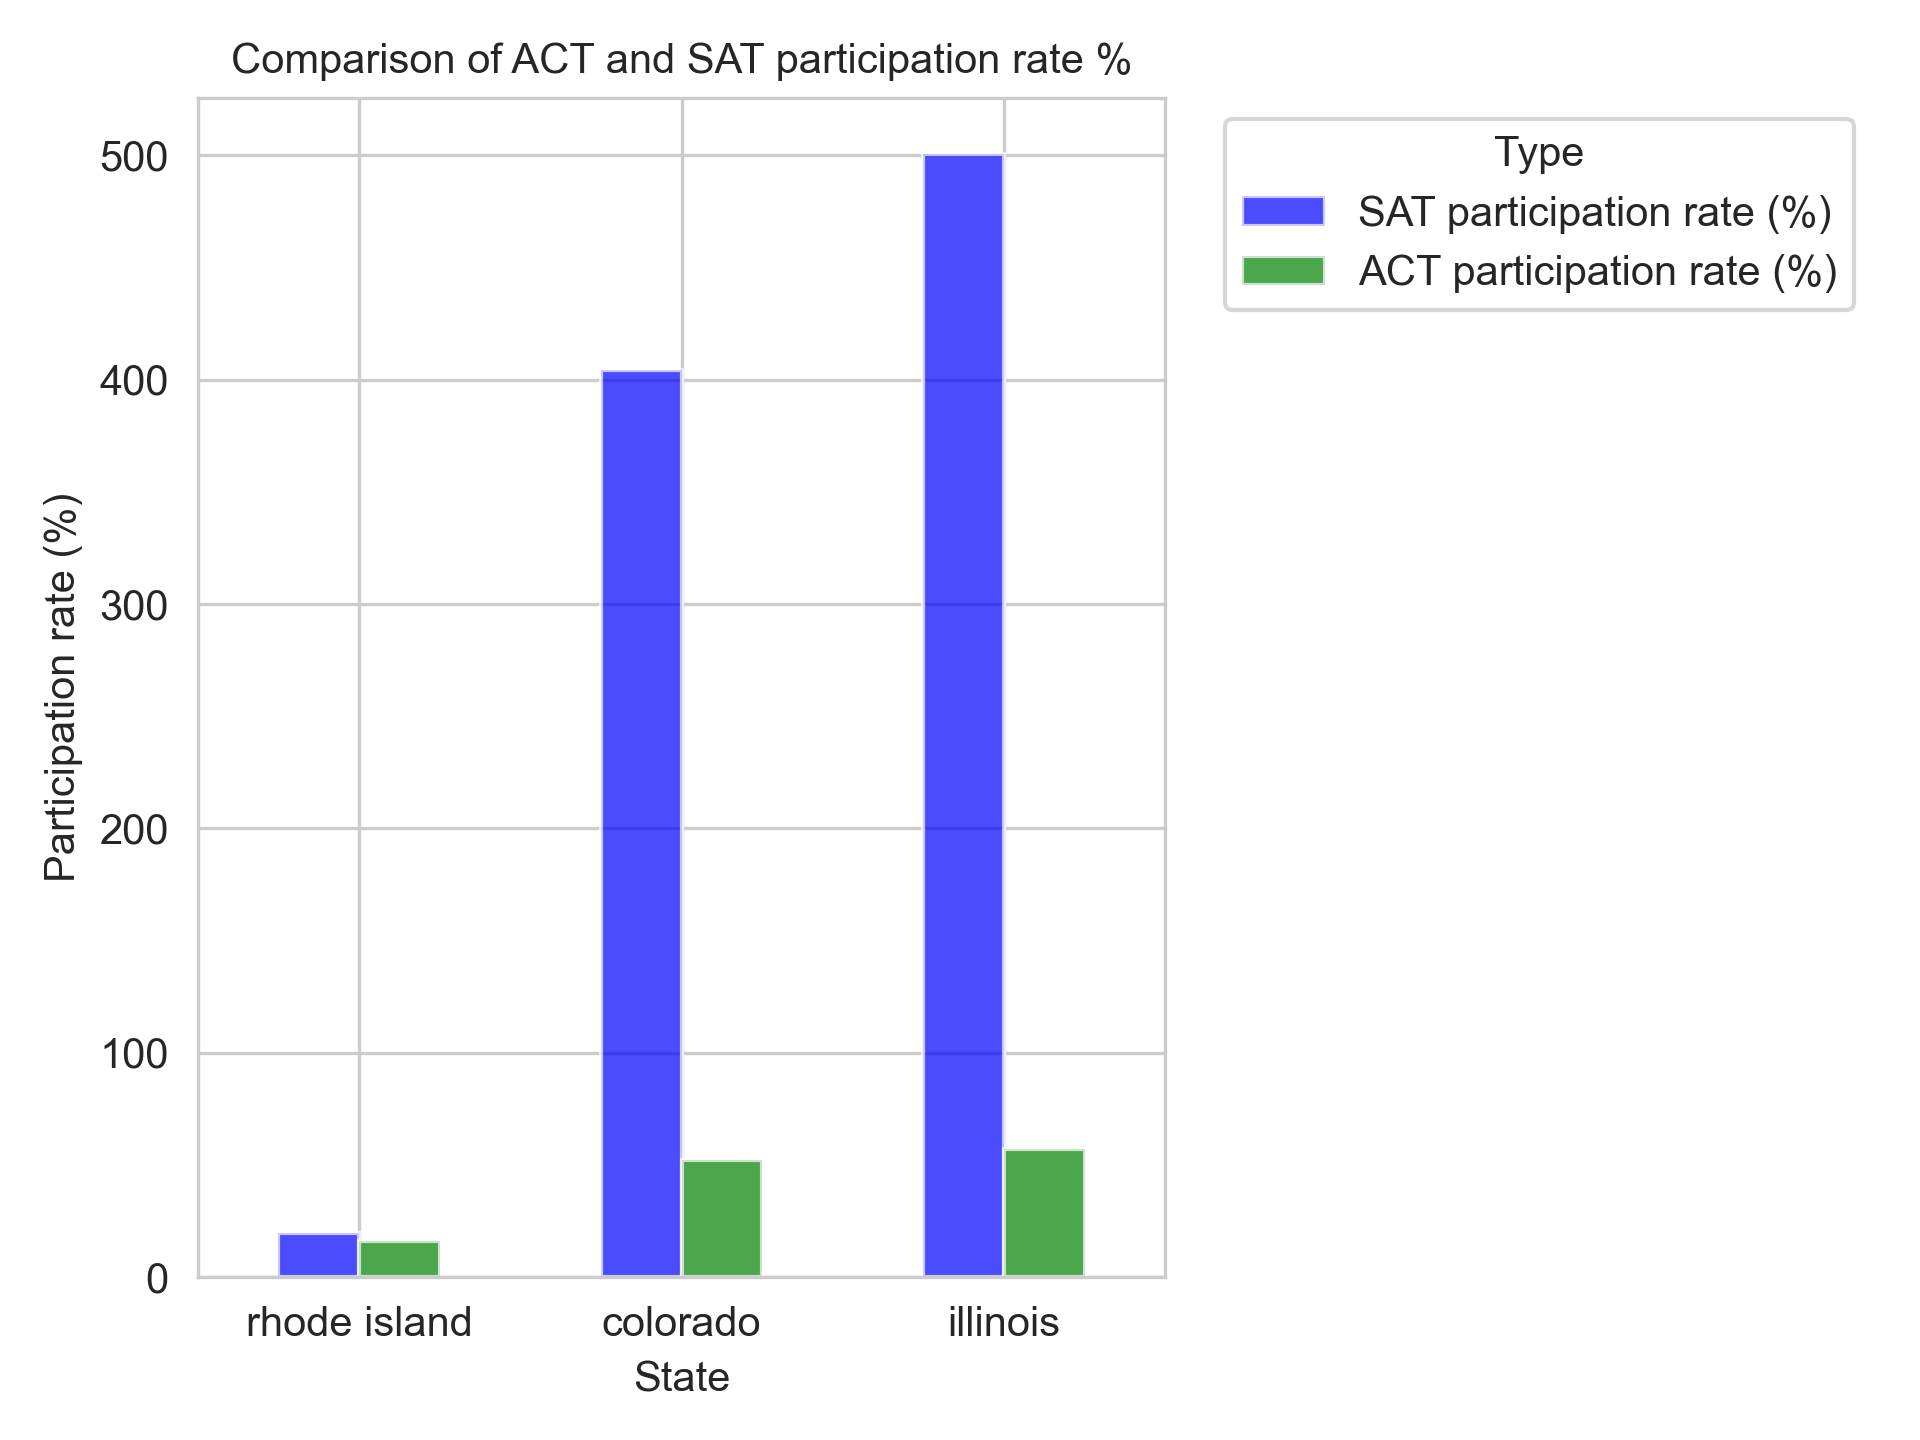 Comparison of ACT and SAT participation rate %
Type
SAT participation rate (%)
ACT participation rate (%)
Participation rate (%)
500
400
300
200
100
0
rhode island
colorado
illinois
State